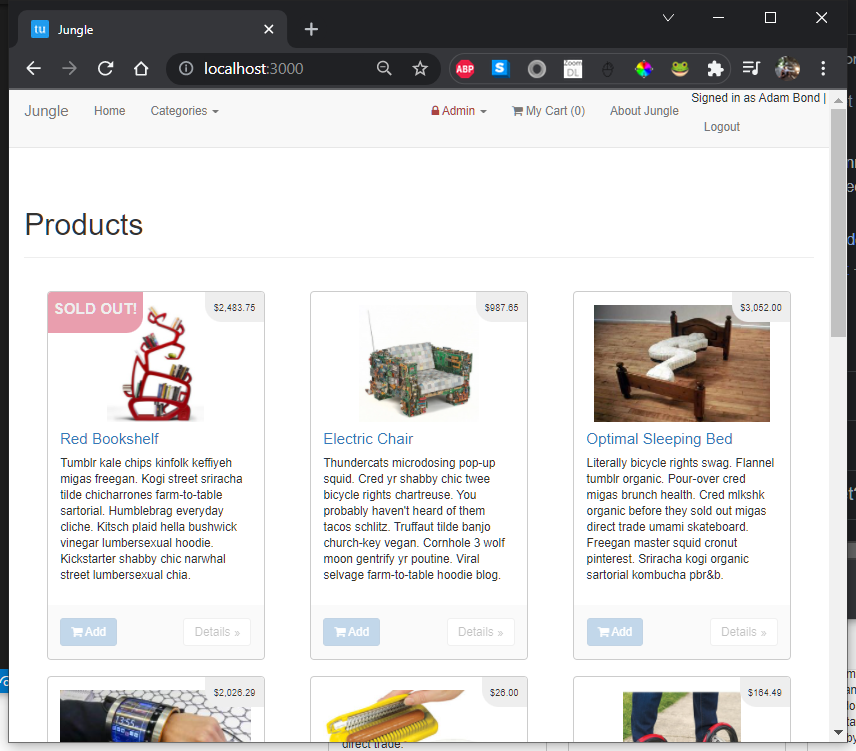 tu Jungle
localhost:3000
ABP S Zoom DL
Signed in as Adam Bond |
Jungle Home Categories Admin My Cart (0) About Jungle
Logout
Products
SOLD OUT!
$2,483.75
Red Bookshelf
Tumblr kale chips kinfolk keffiyeh
migas freegan. Kogi street sriracha
tilde chicharrones farm-to-table
sartorial. Humblebrag everyday
cliche. Kitsch plaid hella bushwick
vinegar lumbersexual hoodie.
Kickstarter shabby chic narwhal
street lumbersexual chia.
Add Details »
$987.65
Electric Chair
Thundercats microdosing pop-up
squid. Cred yr shabby chic twee
bicycle rights chartreuse. You
probably haven't heard of them
tacos schlitz. Truffaut tilde banjo
church-key vegan. Cornhole 3 wolf
moon gentrify yr poutine. Viral
selvage farm-to-table hoodie blog.
Add Details »
$3,052.00
Optimal Sleeping Bed
Literally bicycle rights swag. Flannel
tumblr organic. Pour-over cred
migas brunch health. Cred mlkshk
organic before they sold out migas
direct trade umami skateboard.
Freegan master squid cronut
pinterest. Sriracha kogi organic
sartorial kombucha pbr&b.
Add Details »
$2,026.29
$26.00
$164.49
direct trade.